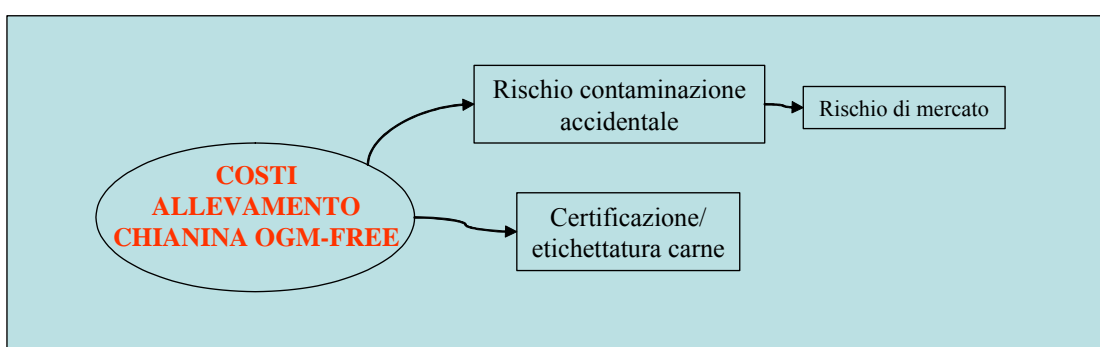 COSTI
ALLEVAMENTO
CHIANINA OGM-FREE
Rischio contaminazione
accidentale
Rischio di mercato
Certificazione/
etichettatura carne